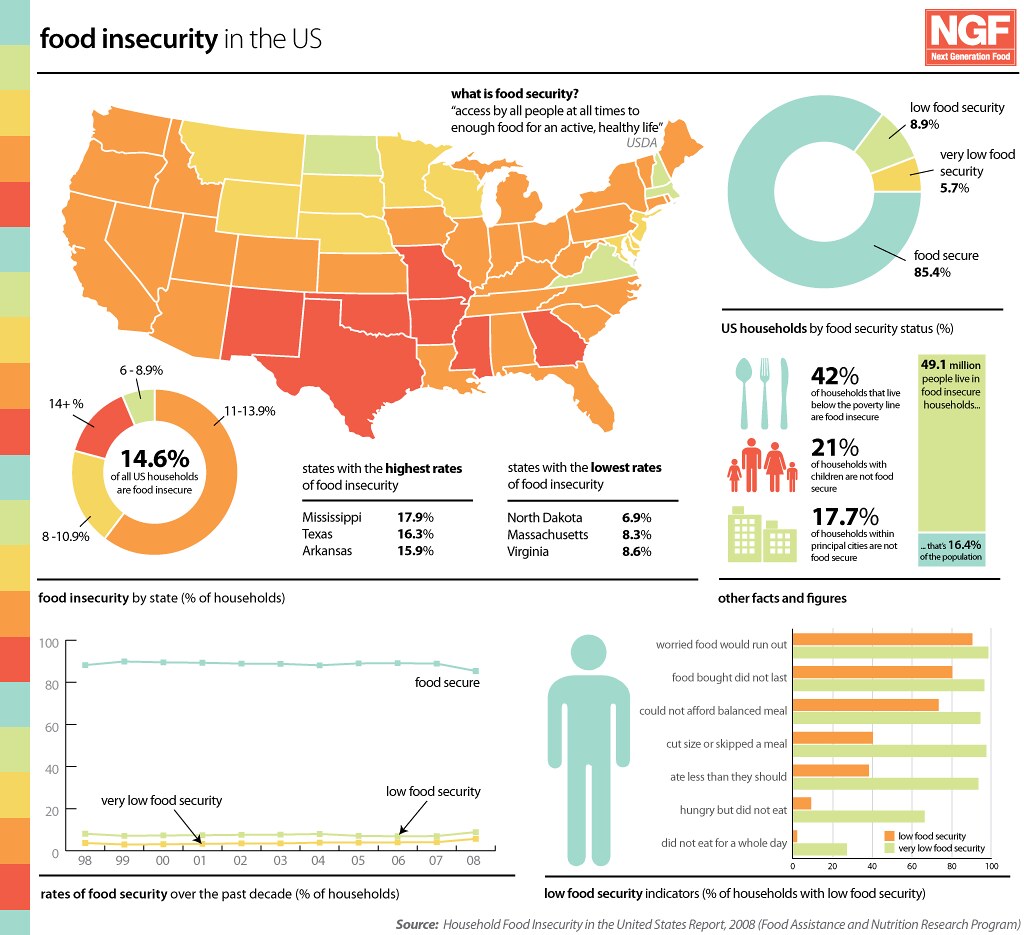 food insecurity in the US
NGF
Next Generation Food
what is food security?
“access by all people at all times to
enough food for an active, healthy life”
USDA
low food security
8.9%
very low food
security
5.7%
food secure
85.4%
US households by food security status (%)
6 - 8.9%
14+ %
11-13.9%
8 -10.9%
14.6%
of all US households
are food insecure
states with the highest rates
of food insecurity
Mississippi 17.9%
Texas 16.3%
Arkansas 15.9%
states with the lowest rates
of food insecurity
North Dakota 6.9%
Massachusetts 8.3%
Virginia 8.6%
food insecurity by state (% of households)
42%
of households that live
below the poverty line
are food insecure
21%
of households with
children are not food
secure
17.7%
of households within
principal cities are not
food secure
49.1 million
people live in
food insecure
households...
... that's 16.4%
of the population
other facts and figures
100
80
60
40
20
0
food secure
very low food security
low food security
98 99 00 01 02 03 04 05 06 07 08
rates of food security over the past decade (% of households)
worried food would run out
food bought did not last
could not afford balanced meal
cut size or skipped a meal
ate less than they should
hungry but did not eat
did not eat for a whole day
low food security
very low food security
0 20 40 60 80 100
low food security indicators (% of households with low food security)
Source: Household Food Insecurity in the United States Report, 2008 (Food Assistance and Nutrition Research Program)